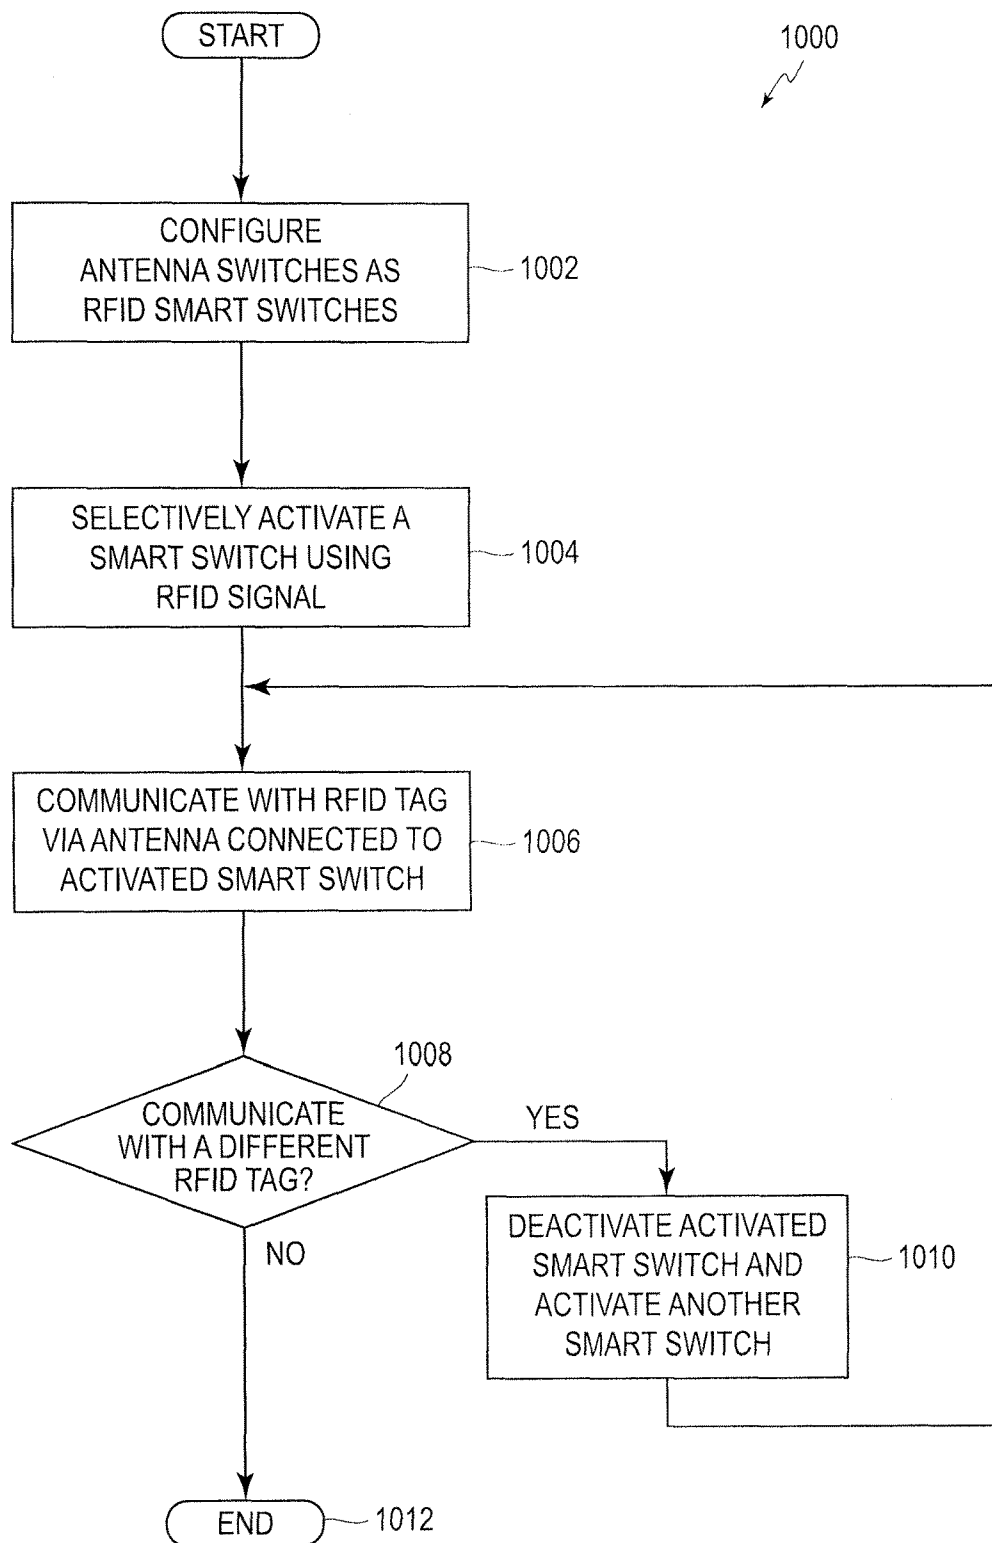 START
1000
CONFIGURE
ANTENNA SWITCHES AS
RFID SMART SWITCHES
1002
SELECTIVELY ACTIVATE A
SMART SWITCH USING
RFID SIGNAL
1004
COMMUNICATE WITH RFID TAG
VIA ANTENNA CONNECTED TO
ACTIVATED SMART SWITCH
1006
1008
COMMUNICATE
WITH A DIFFERENT
RFID TAG?
YES
NO
DEACTIVATE ACTIVATED
SMART SWITCH AND
ACTIVATE ANOTHER
SMART SWITCH
1010
END
1012